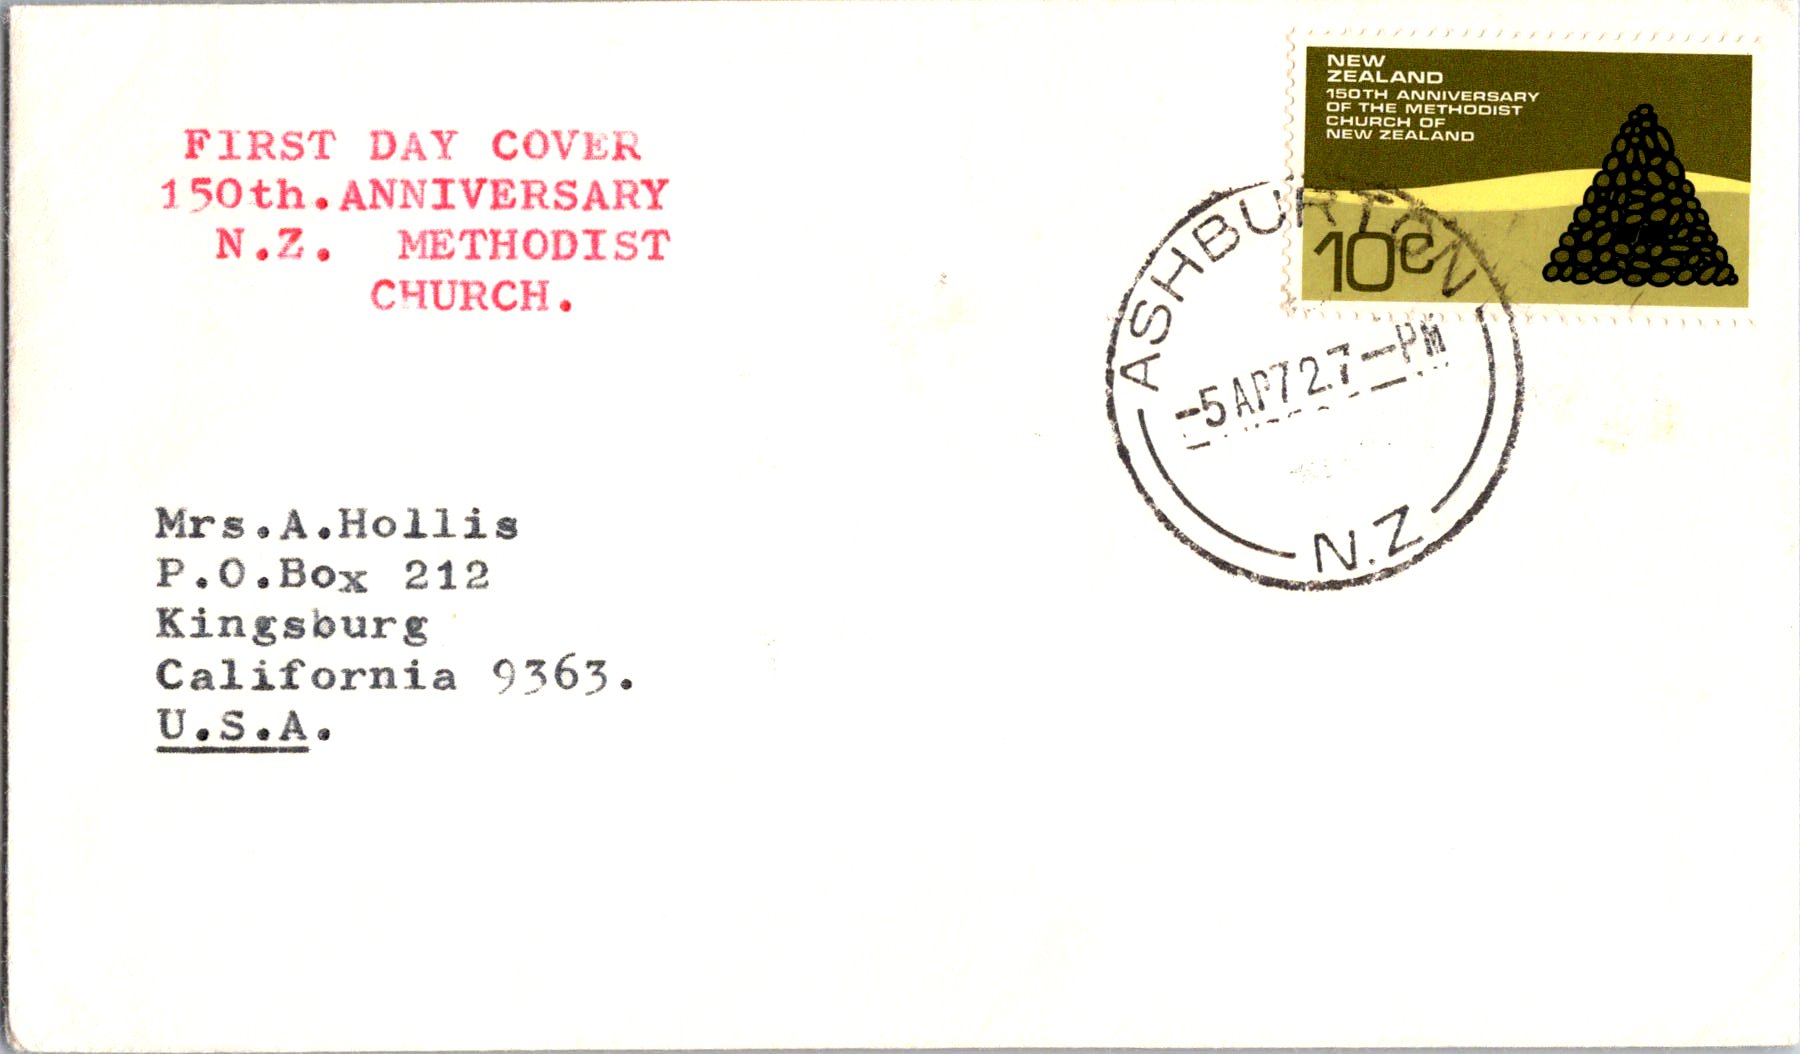 FIRST DAY COVER
150th.ANNIVERSARY
N.Z. METHODIST
CHURCH.
NEW
ZEALAND
150TH ANNIVERSARY
OF THE METHODIST
CHURCH OF
NEW ZEALAND
10c
ASHBURTON
-5 AP72.7-PM
N.Z
Mrs.A.Hollis
P.O.Box 212
Kingsburg
California 9363.
U.S.A.